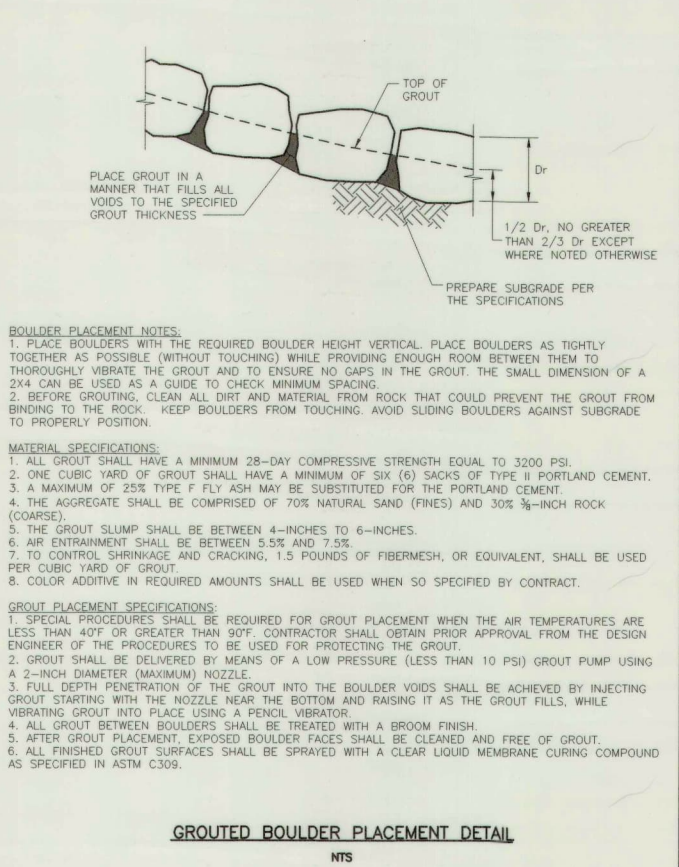 TOP OF
GROUT
PLACE GROUT IN A
MANNER THAT FILLS ALL
VOIDS TO THE SPECIFIED
GROUT THICKNESS
Dr
1/2 Dr, NO GREATER
THAN 2/3 Dr EXCEPT
WHERE NOTED OTHERWISE
PREPARE SUBGRADE PER
THE SPECIFICATIONS
BOULDER PLACEMENT NOTES:
1. PLACE BOULDERS WITH THE REQUIRED BOULDER HEIGHT VERTICAL. PLACE BOULDERS AS TIGHTLY
TOGETHER AS POSSIBLE (WITHOUT TOUCHING) WHILE PROVIDING ENOUGH ROOM BETWEEN THEM TO
THOROUGHLY VIBRATE THE GROUT AND TO ENSURE NO GAPS IN THE GROUT. THE SMALL DIMENSION OF A
2X4 CAN BE USED AS A GUIDE TO CHECK MINIMUM SPACING.
2. BEFORE GROUTING, CLEAN ALL DIRT AND MATERIAL FROM ROCK THAT COULD PREVENT THE GROUT FROM
BINDING TO THE ROCK. KEEP BOULDERS FROM TOUCHING. AVOID SLIDING BOULDERS AGAINST SUBGRADE
TO PROPERLY POSITION.
MATERIAL SPECIFICATIONS:
1. ALL GROUT SHALL HAVE A MINIMUM 28-DAY COMPRESSIVE STRENGTH EQUAL TO 3200 PSI.
2. ONE CUBIC YARD OF GROUT SHALL HAVE A MINIMUM OF SIX (6) SACKS OF TYPE II PORTLAND CEMENT.
3. A MAXIMUM OF 25% TYPE F FLY ASH MAY BE SUBSTITUTED FOR THE PORTLAND CEMENT.
4. THE AGGREGATE SHALL BE COMPRISED OF 70% NATURAL SAND (FINES) AND 30% ⅜-INCH ROCK
(COARSE).
5. THE GROUT SLUMP SHALL BE BETWEEN 4-INCHES TO 6-INCHES.
6. AIR ENTRAINMENT SHALL BE BETWEEN 5.5% AND 7.5%.
7. TO CONTROL SHRINKAGE AND CRACKING, 1.5 POUNDS OF FIBERMESH, OR EQUIVALENT, SHALL BE USED
PER CUBIC YARD OF GROUT.
8. COLOR ADDITIVE IN REQUIRED AMOUNTS SHALL BE USED WHEN SO SPECIFIED BY CONTRACT.
GROUT PLACEMENT SPECIFICATIONS:
1. SPECIAL PROCEDURES SHALL BE REQUIRED FOR GROUT PLACEMENT WHEN THE AIR TEMPERATURES ARE
LESS THAN 40°F OR GREATER THAN 90°F. CONTRACTOR SHALL OBTAIN PRIOR APPROVAL FROM THE DESIGN
ENGINEER OF THE PROCEDURES TO BE USED FOR PROTECTING THE GROUT.
2. GROUT SHALL BE DELIVERED BY MEANS OF A LOW PRESSURE (LESS THAN 10 PSI) GROUT PUMP USING
A 2-INCH DIAMETER (MAXIMUM) NOZZLE.
3. FULL DEPTH PENETRATION OF THE GROUT INTO THE BOULDER VOIDS SHALL BE ACHIEVED BY INJECTING
GROUT STARTING WITH THE NOZZLE NEAR THE BOTTOM AND RAISING IT AS THE GROUT FILLS, WHILE
VIBRATING GROUT INTO PLACE USING A PENCIL VIBRATOR.
4. ALL GROUT BETWEEN BOULDERS SHALL BE TREATED WITH A BROOM FINISH.
5. AFTER GROUT PLACEMENT, EXPOSED BOULDER FACES SHALL BE CLEANED AND FREE OF GROUT.
6. ALL FINISHED GROUT SURFACES SHALL BE SPRAYED WITH A CLEAR LIQUID MEMBRANE CURING COMPOUND
AS SPECIFIED IN ASTM C309.
GROUTED BOULDER PLACEMENT DETAIL
NTS